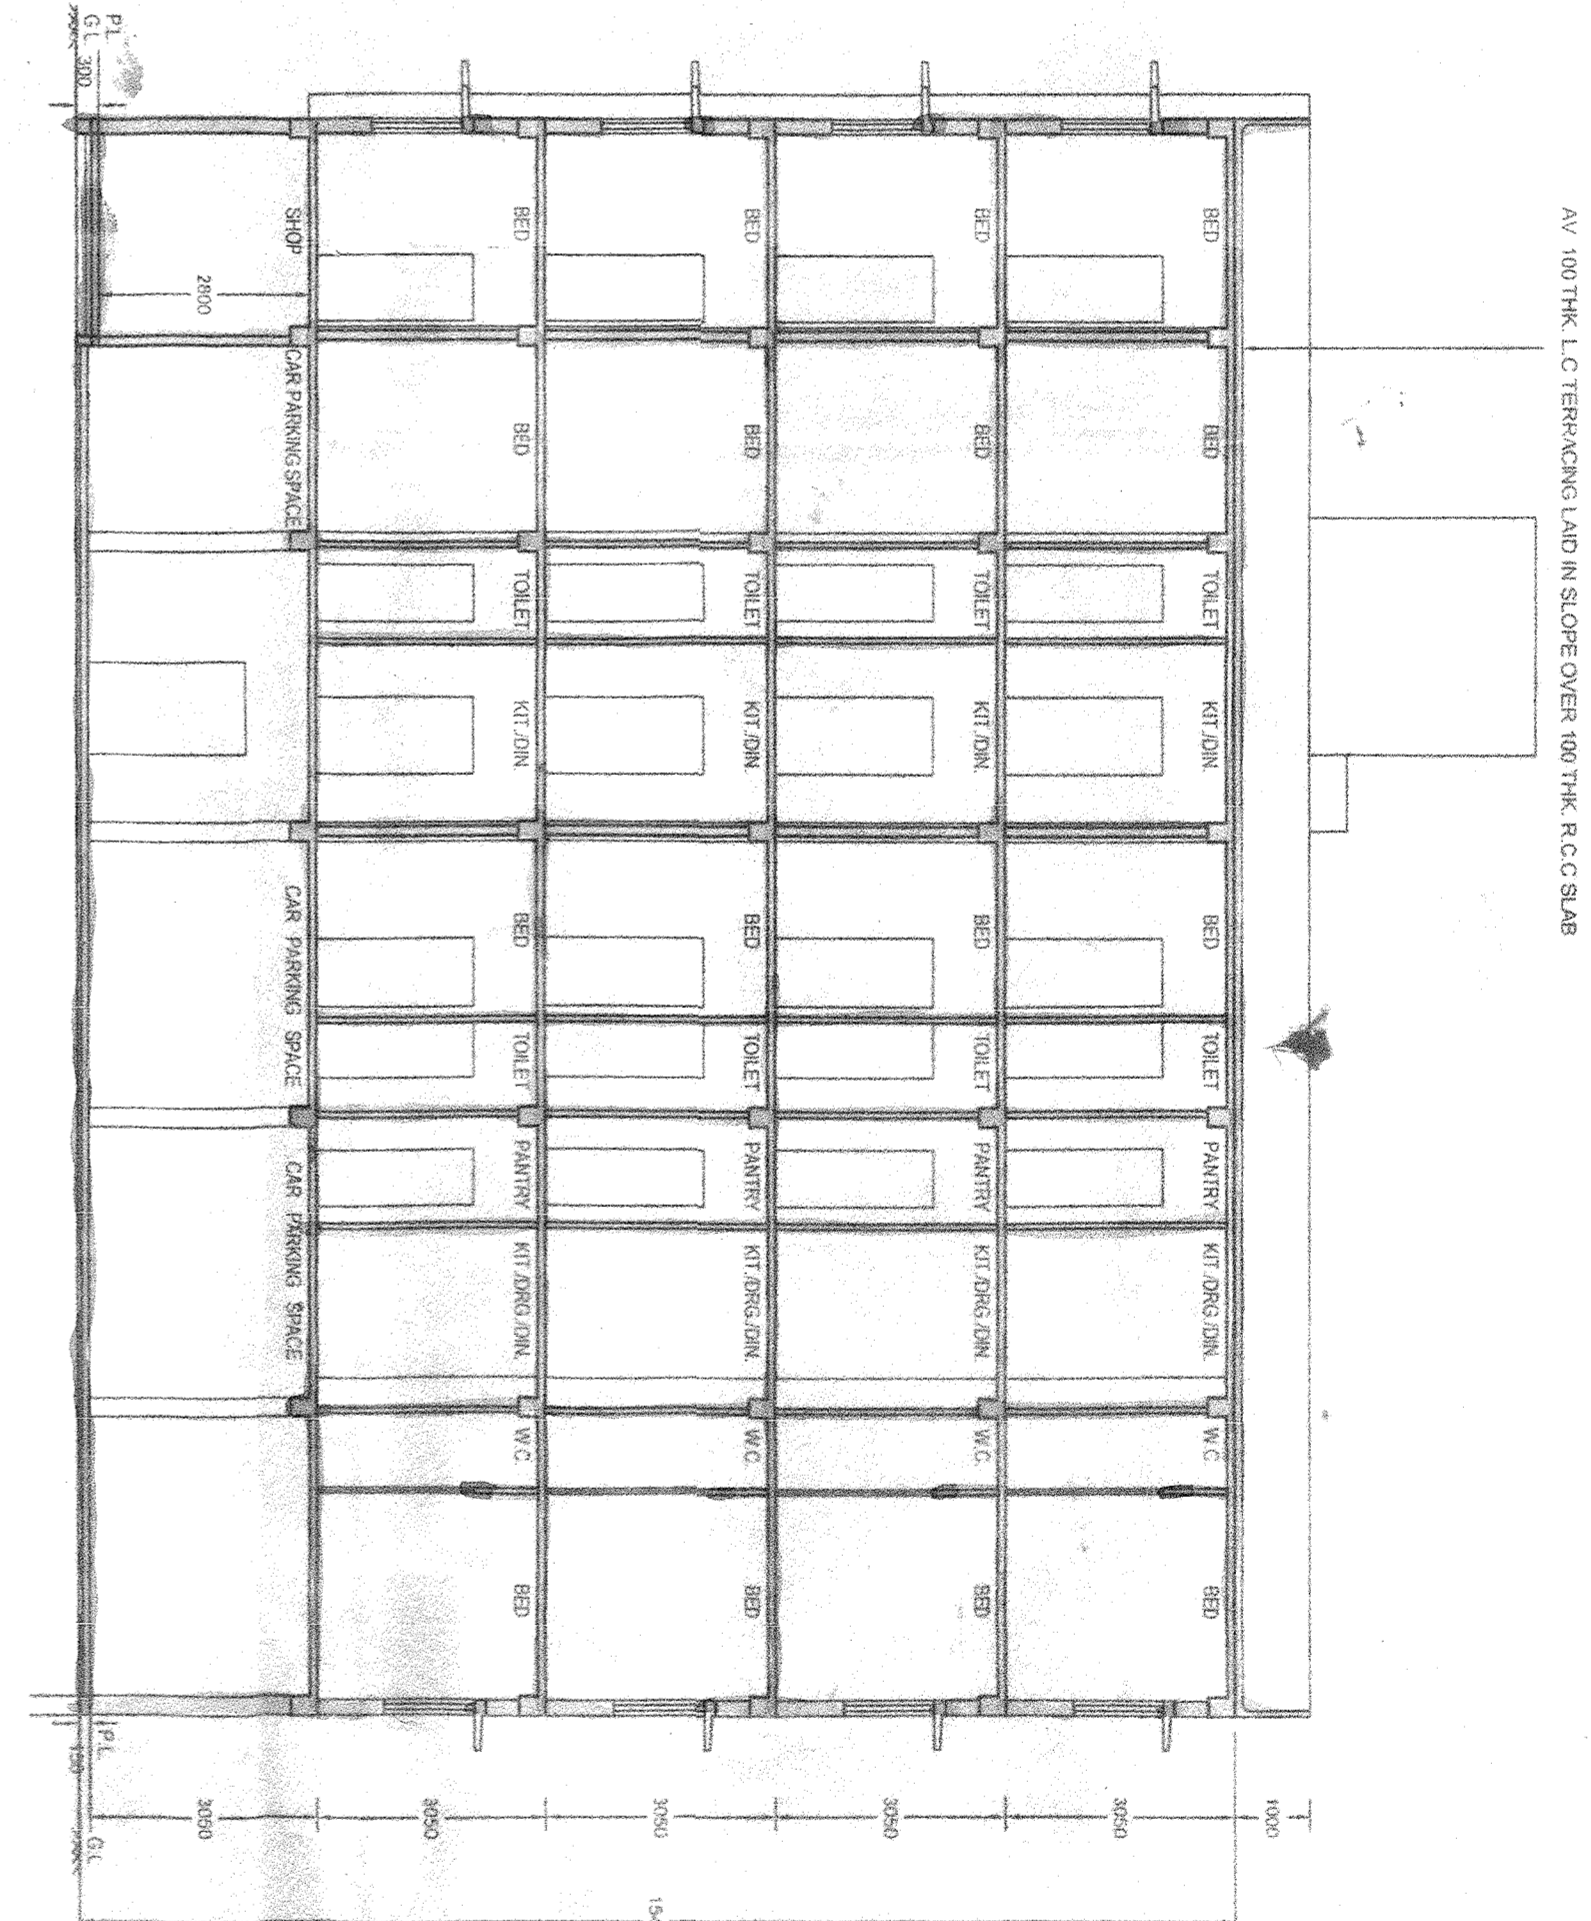 AV 100 THK. L.C TERRACING LAID IN SLOPE OVER 100 THK. R.C.C SLAB
BED
BED
TOILET
KIT./DIN.
BED
TOILET
PANTRY
KIT./DRG./DIN.
W.C.
BED
BED
BED
TOILET
KIT./DIN.
BED
TOILET
PANTRY
KIT./DRG./DIN.
W.C.
BED
BED
BED
TOILET
KIT./DIN.
BED
TOILET
PANTRY
KIT./DRG./DIN.
W.C.
BED
BED
BED
TOILET
KIT./DIN.
BED
TOILET
PANTRY
KIT./DRG./DIN.
W.C.
BED
SHOP
CAR PARKING SPACE
CAR PARKING SPACE
CAR PARKING SPACE
2800
P.L
G.L
300
P.L
150
G.L
1000
3050
3050
3050
3050
3050